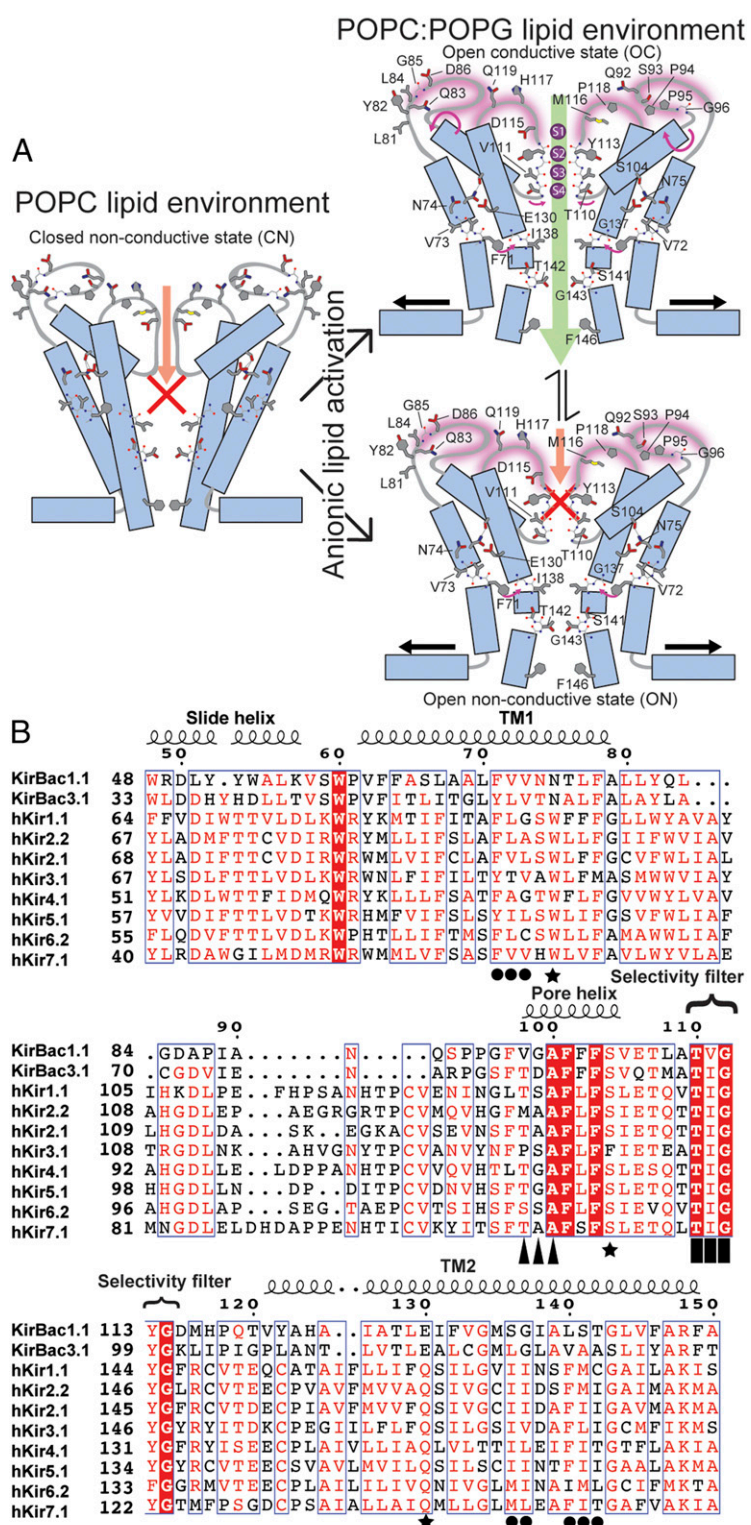 POPC:POPG lipid environment
Open conductive state (OC)
G85 D86 Q119 H117 Q92 S93 P94
L84 Q83 M116 P118 P95
Y82 G96
L81 D115 S1
V111 S2 Y113
S3 S104
S4 N75
A
POPC lipid environment
Closed non-conductive state (CN)
N74 E130 T110 G137
V73 I138 V72
F71 T142 S141
G143
F146
Anionic lipid activation
G85 D86 Q119 H117 Q92 S93 P94
L84 Q83 M116 P118 P95
Y82 G96
L81 D115
V111 Y113
S104
N75
N74 E130 T110 G137
V73 I138 V72
F71 T142 S141
G143
F146
Open non-conductive state (ON)
B
Slide helix TM1
50 60 70 80
KirBac1.1 48 WRDLY.YWALKVSWPVFFASLAALFVVNNTLFALLYQL...
KirBac3.1 33 WLDDHYHDLLTVSWPVFITLITGLYLVTNALFALAYLA...
hKir1.1 64 FFVDIWTTVLDLKWRYKMTIFITAFLGSWFFFGLLWYAVAY
hKir2.2 67 YLADMFTTCVDIRWRYMLLIFSLAFLASWLLFGIIFWVIAV
hKir2.1 68 YLADIFTTCVDIRWRWMLVIFCLAFVLSWLFFGCVFWLIAL
hKir3.1 67 YLSDLFTTLVDLKWRWNLFIFILTYTVAWLFMASMWWVIAY
hKir4.1 51 YLKDLWTTFIDMQWRYKLLLFSATFAGTWFLFGVVWYLVAV
hKir5.1 57 YVVDIFTTLVDTKWRHMFVIFSLSYILSWLIFGSVFWLIAF
hKir6.2 55 FLQDVFTTLVDLKWPHTLLIFTMSFLCSWLLFAMAWWLIAF
hKir7.1 40 YLRDAWGILMDMRWRWMMLVFSASFVVHWLVFAVLWYVLAE
Pore helix Selectivity filter
90 100 110
KirBac1.1 84 .GDAPIA.......N......QSPPGFVGAFFFSVETLATVG
KirBac3.1 70 .CGDVIE.......N......ARPGSFTDAFFFSVQTMATIG
hKir1.1 105 IHKDLPE..FHPSANHTPCVENINGLTSAFLFSLETQVTIG
hKir2.2 108 AHGDLEP..AEGRGRTPCVMQVHGFMAAFLFSIETQTTIG
hKir2.1 109 LHGDLDA..SK..EGKACVSEVNSFTAAFLFSIETQTTIG
hKir3.1 108 TRGDLNK..AHVGNYTPCVANVYNFPSAFLFFIETEATIG
hKir4.1 92 AHGDLLE..LDPPANHTPCVVQVHTLTGAFLFSLESQTTIG
hKir5.1 98 HHGDLLN..DP..DITPCVDNVHSFTGAFLFSLETQTTIG
hKir6.2 96 AHGDLAP..SEG.TAEPCVTSIHSFSSAFLFSIEVQVTIG
hKir7.1 81 MNGDLELDHDAPPENHTICVKYITSFTAAFSFSLETQLTIG
Selectivity filter TM2
120 130 140 150
KirBac1.1 113 YGDMHPQTVYAHA..IATLEIFVGMSGIALSTGLVFARFA
KirBac3.1 99 YGKLIPIGPLANT..LVTLEALCGMLGLAVAASLIYARFT
hKir1.1 144 YGFRCVTEQCATAIFLLIFQSILGVIINSFMCGAILAKIS
hKir2.2 146 YGLRCVTEECPVAVFMVVAQSIVGCIIDSFMIGAIMAKMA
hKir2.1 145 YGFRCVTDECPIAVFMVVFQSIVGCIIDAFIIGAVMAKMA
hKir3.1 146 YGYRYITDKCPEGIILFLFQSILGSIVDAFLIGCMFIKMS
hKir4.1 131 YGFRYISEECPLAIVLLIAQLVLTTILEIFITGTFLAKIA
hKir5.1 134 YGYRCVTEECSVAVLMVILQSILSCIINTFIIGAALAKMA
hKir6.2 133 FGGRMVTEECPLAILILIVQNIVGLMINAIMLGCIFMKTA
hKir7.1 122 YGTMFPSGDCPSAIALLAIQMLLGLMLEAFITGAFVAKIA